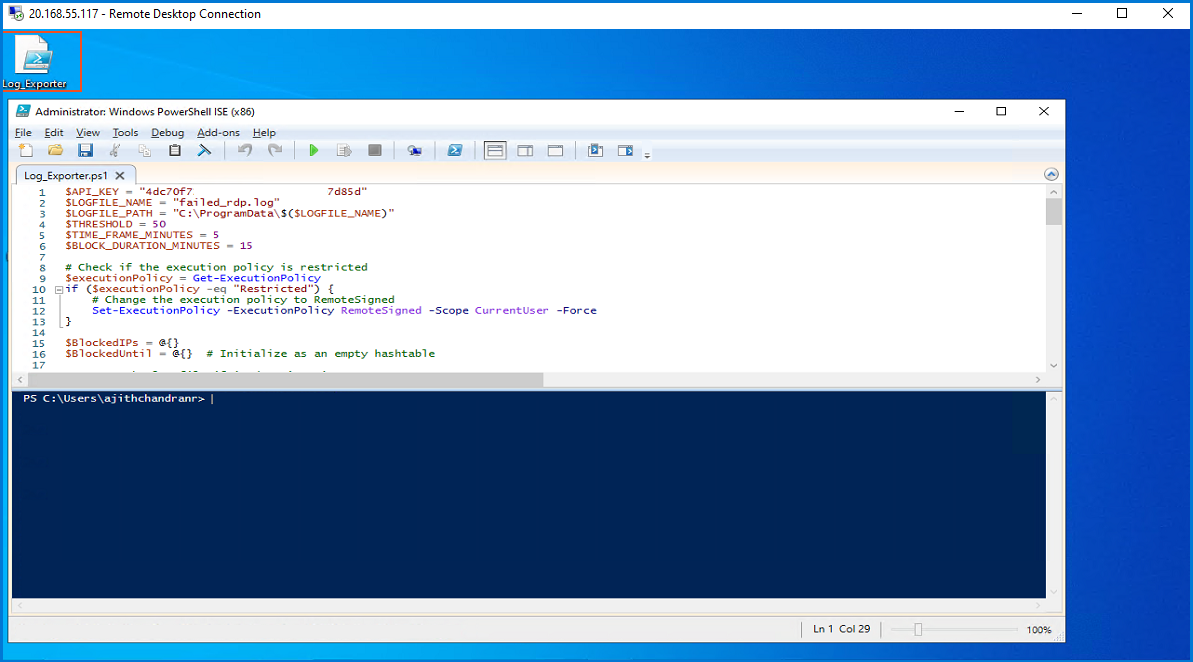 20.168.55.117 - Remote Desktop Connection
Log_Exporter
Administrator: Windows PowerShell ISE (x86)
File Edit View Tools Debug Add-ons Help
Log_Exporter.ps1
1 $API_KEY = "4dc70f7 7d85d"
2 $LOGFILE_NAME = "failed_rdp.log"
3 $LOGFILE_PATH = "C:\ProgramData\$($LOGFILE_NAME)"
4 $THRESHOLD = 50
5 $TIME_FRAME_MINUTES = 5
6 $BLOCK_DURATION_MINUTES = 15
7
8 # Check if the execution policy is restricted
9 $executionPolicy = Get-ExecutionPolicy
10 if ($executionPolicy -eq "Restricted") {
11 # Change the execution policy to RemoteSigned
12 Set-ExecutionPolicy -ExecutionPolicy RemoteSigned -Scope CurrentUser -Force
13 }
14
15 $BlockedIPs = @{}
16 $BlockedUntil = @{} # Initialize as an empty hashtable
17
PS C:\Users\ajithchandranr>
Ln 1 Col 29 100%